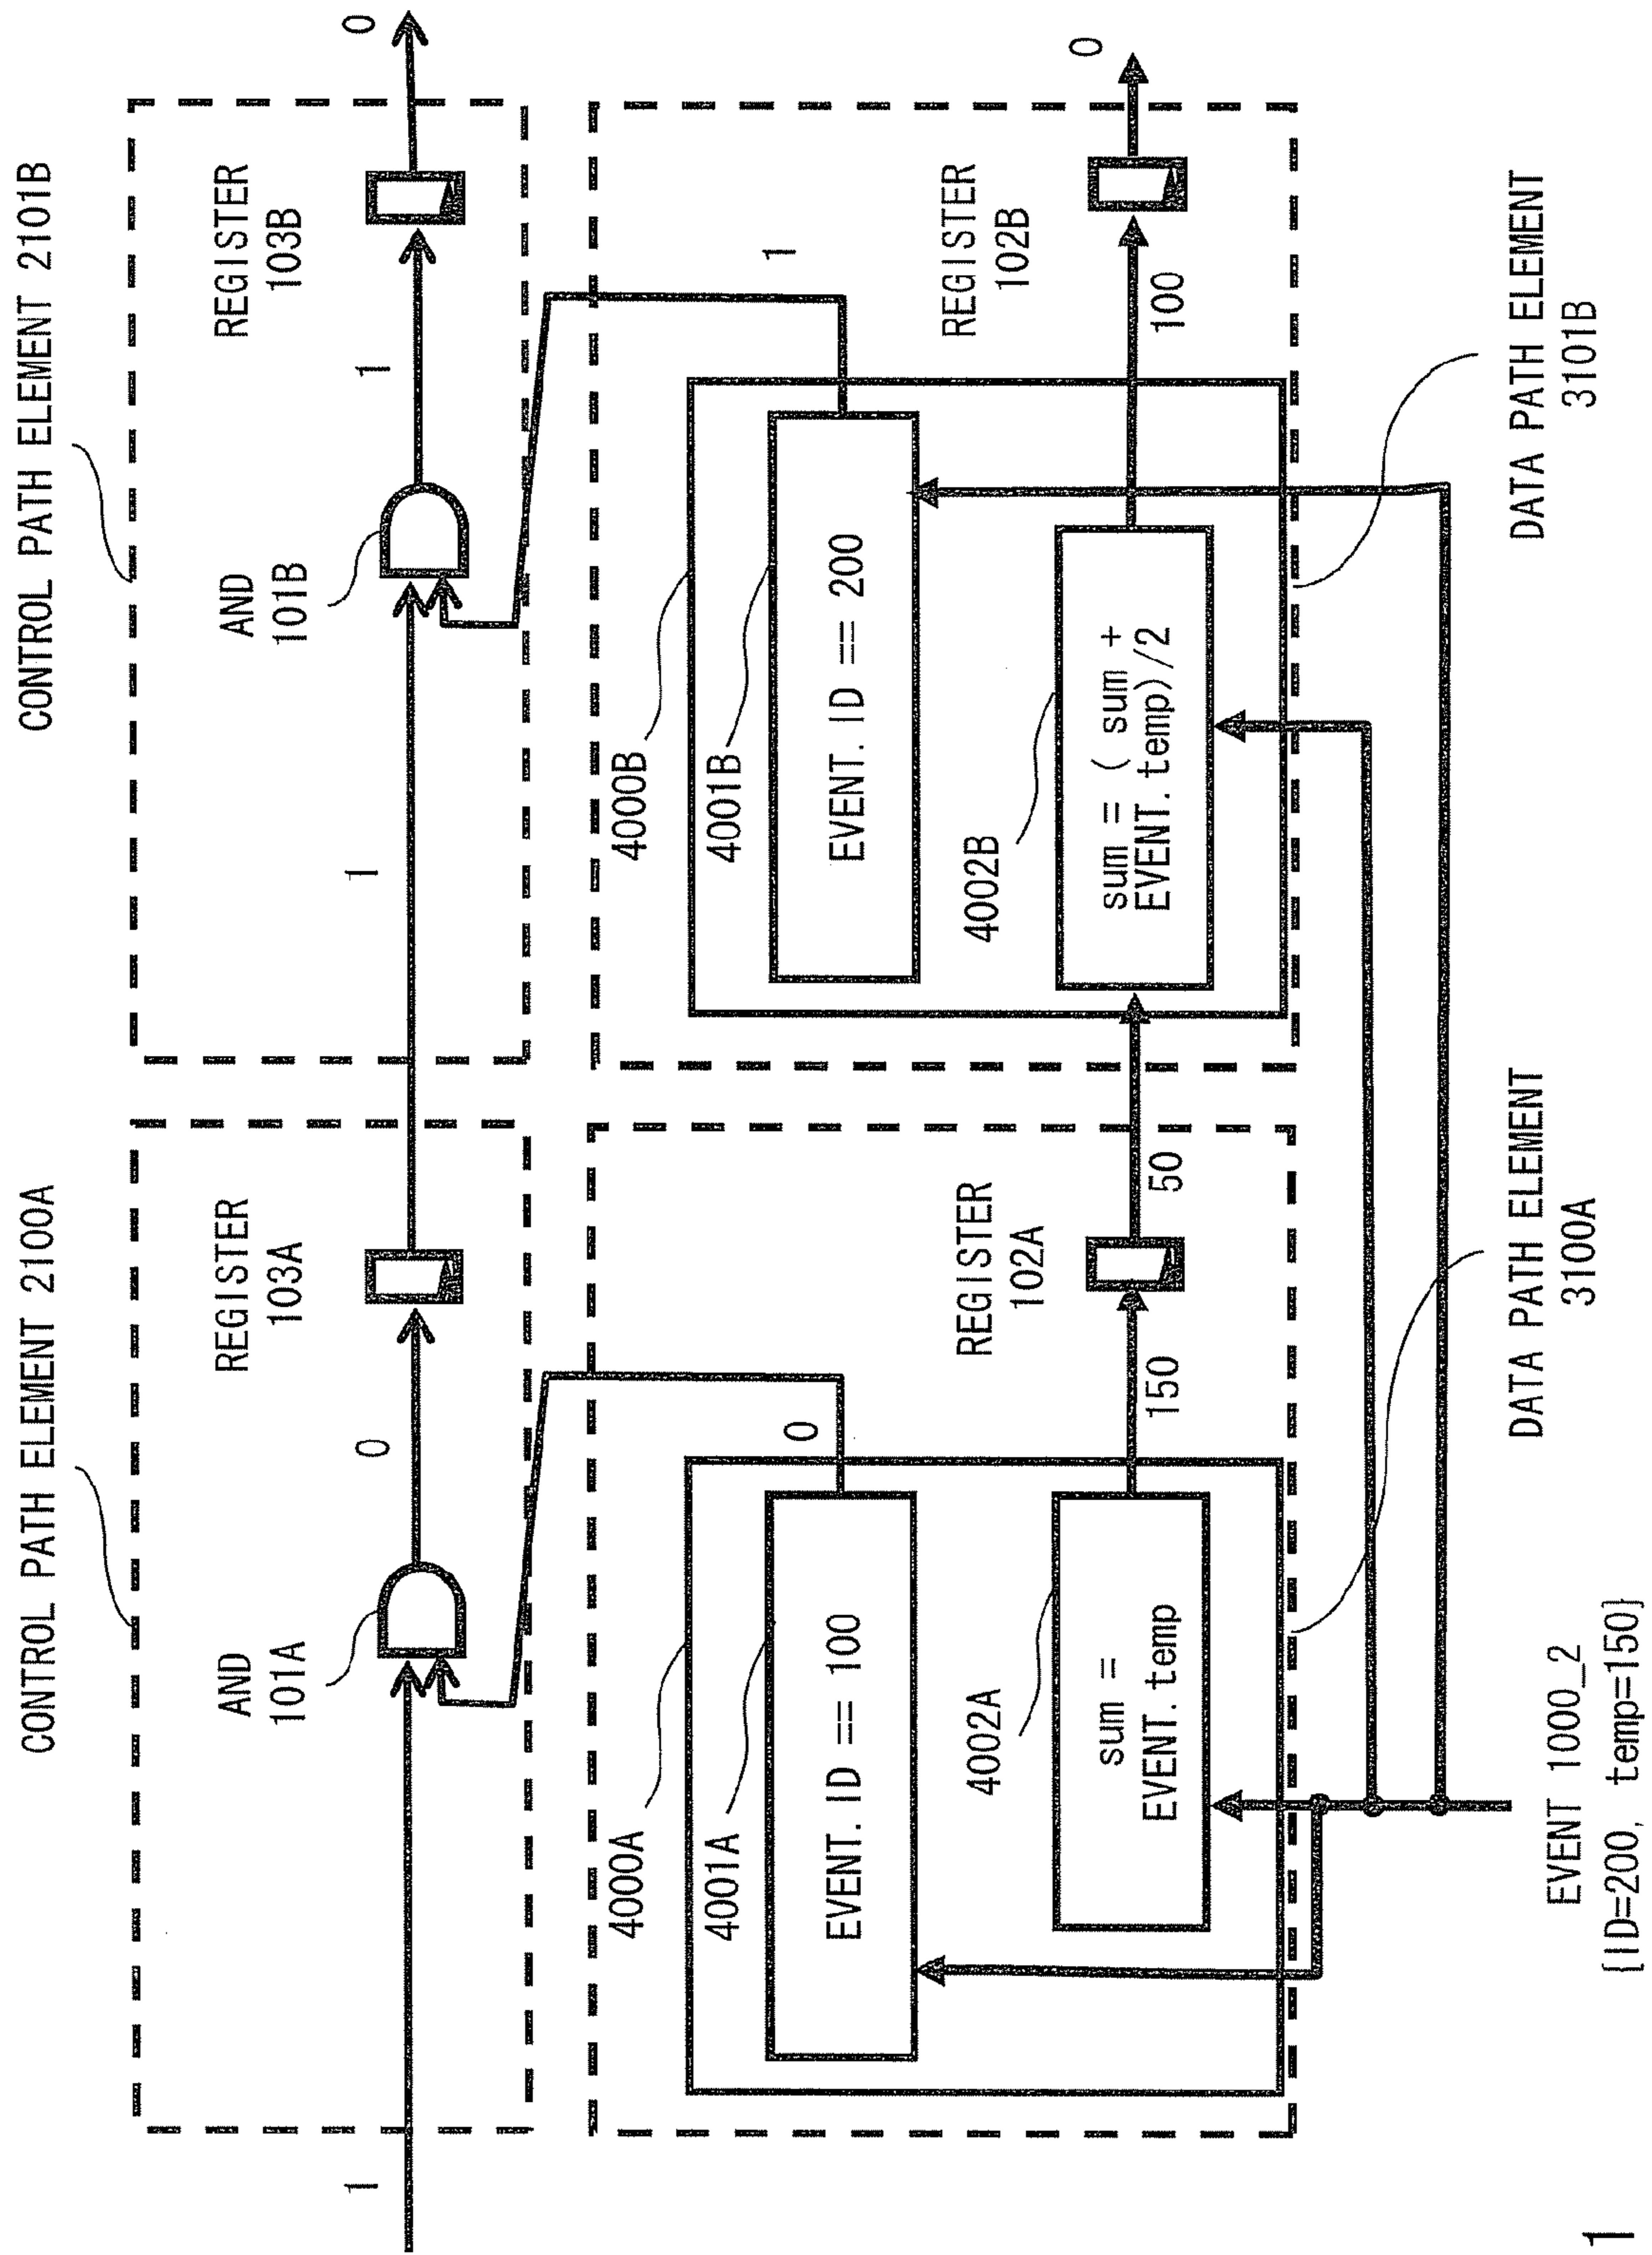 CONTROL PATH ELEMENT 2100A
CONTROL PATH ELEMENT 2101B
1
AND
101A
0
REGISTER
103A
1
AND
101B
1
REGISTER
103B
0
4000A
4001A
EVENT.ID == 100
0
4002A
sum =
EVENT.temp
150
REGISTER
102A
50
4000B
4001B
EVENT.ID == 200
1
4002B
sum = ( sum +
EVENT.temp)/2
100
REGISTER
102B
0
EVENT 1000_2
{ID=200, temp=150}
DATA PATH ELEMENT
3100A
DATA PATH ELEMENT
3101B
1